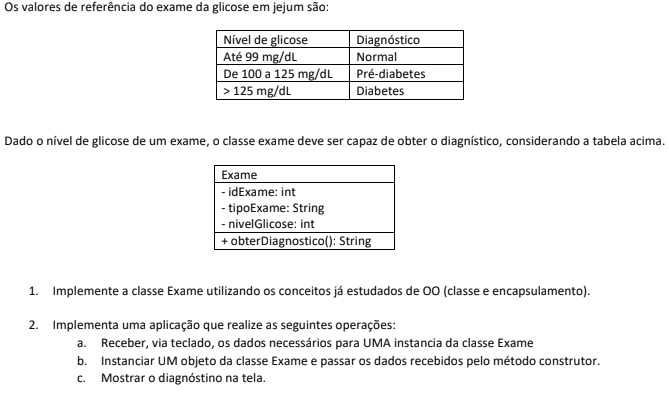 Os valores de referência do exame da glicose em jejum são:
Nível de glicose Diagnóstico
Até 99 mg/dL Normal
De 100 a 125 mg/dL Pré-diabetes
> 125 mg/dL Diabetes
Dado o nível de glicose de um exame, o classe exame deve ser capaz de obter o diagnístico, considerando a tabela acima.
Exame
- idExame: int
- tipoExame: String
- nivelGlicose: int
+ obterDiagnostico(): String
1. Implemente a classe Exame utilizando os conceitos já estudados de OO (classe e encapsulamento).
2. Implementa uma aplicação que realize as seguintes operações:
a. Receber, via teclado, os dados necessários para UMA instancia da classe Exame
b. Instanciar UM objeto da classe Exame e passar os dados recebidos pelo método construtor.
c. Mostrar o diagnóstino na tela.